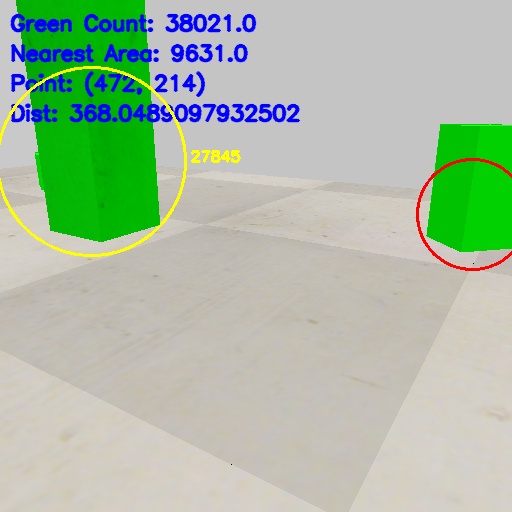 Green Count: 38021.0
Nearest Area: 9631.0
Point: (472, 214)
Dist: 368.0489097932502
27845